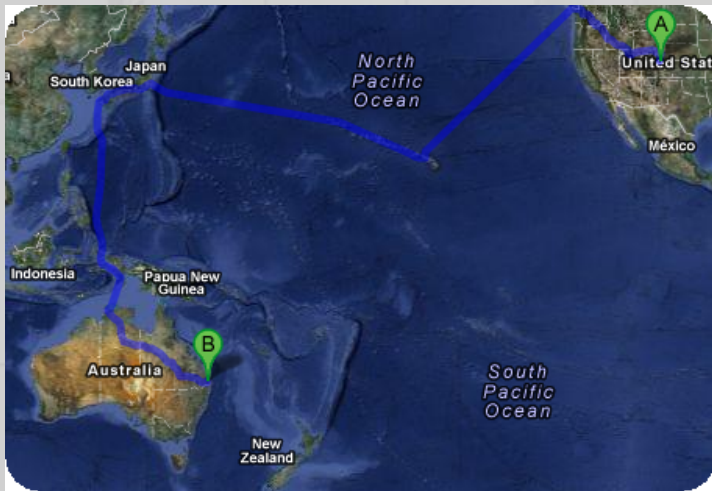 A
North
Pacific
Ocean
Japan
South Korea
United Stat
México
Indonesia
Papua New
Guinea
B
Australia
South
Pacific
Ocean
New
Zealand